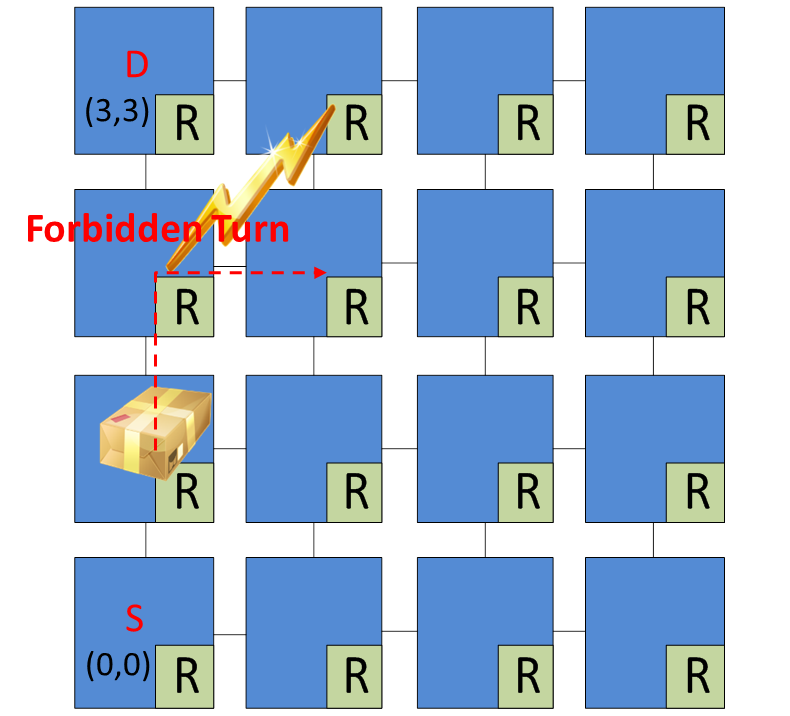 D
(3,3)
R R R R
Forbidden Turn
R R R R
R R R R
S
(0,0)
R R R R